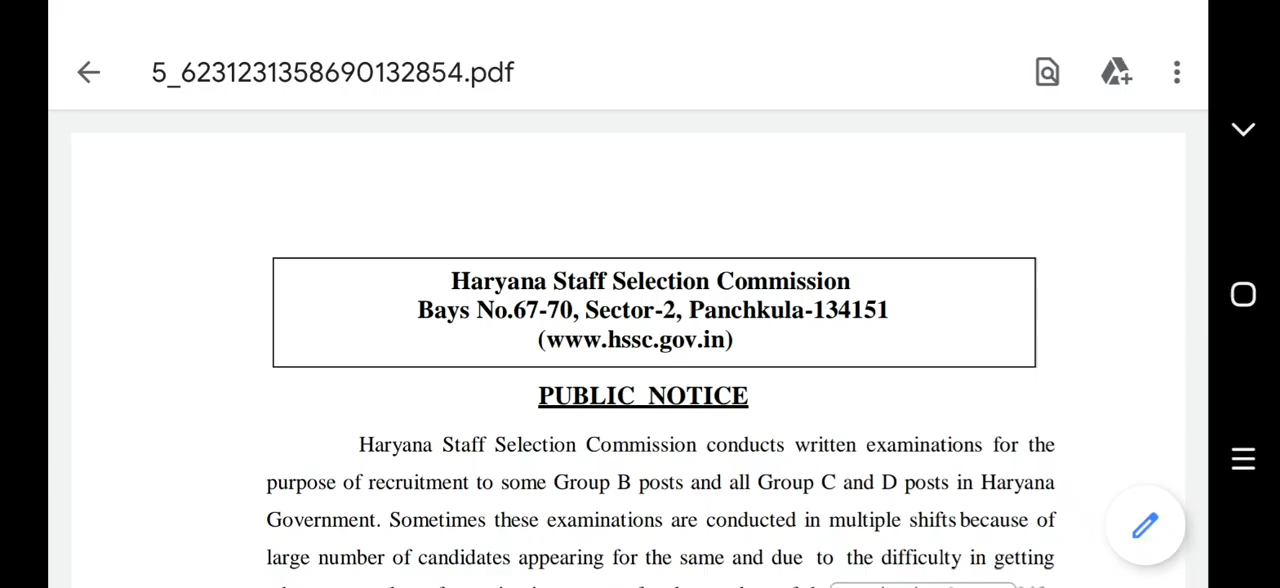 5_6231231358690132854.pdf
Haryana Staff Selection Commission
Bays No.67-70, Sector-2, Panchkula-134151
(www.hssc.gov.in)
PUBLIC NOTICE
Haryana Staff Selection Commission conducts written examinations for the
purpose of recruitment to some Group B posts and all Group C and D posts in Haryana
Government. Sometimes these examinations are conducted in multiple shifts because of
large number of candidates appearing for the same and due to the difficulty in getting